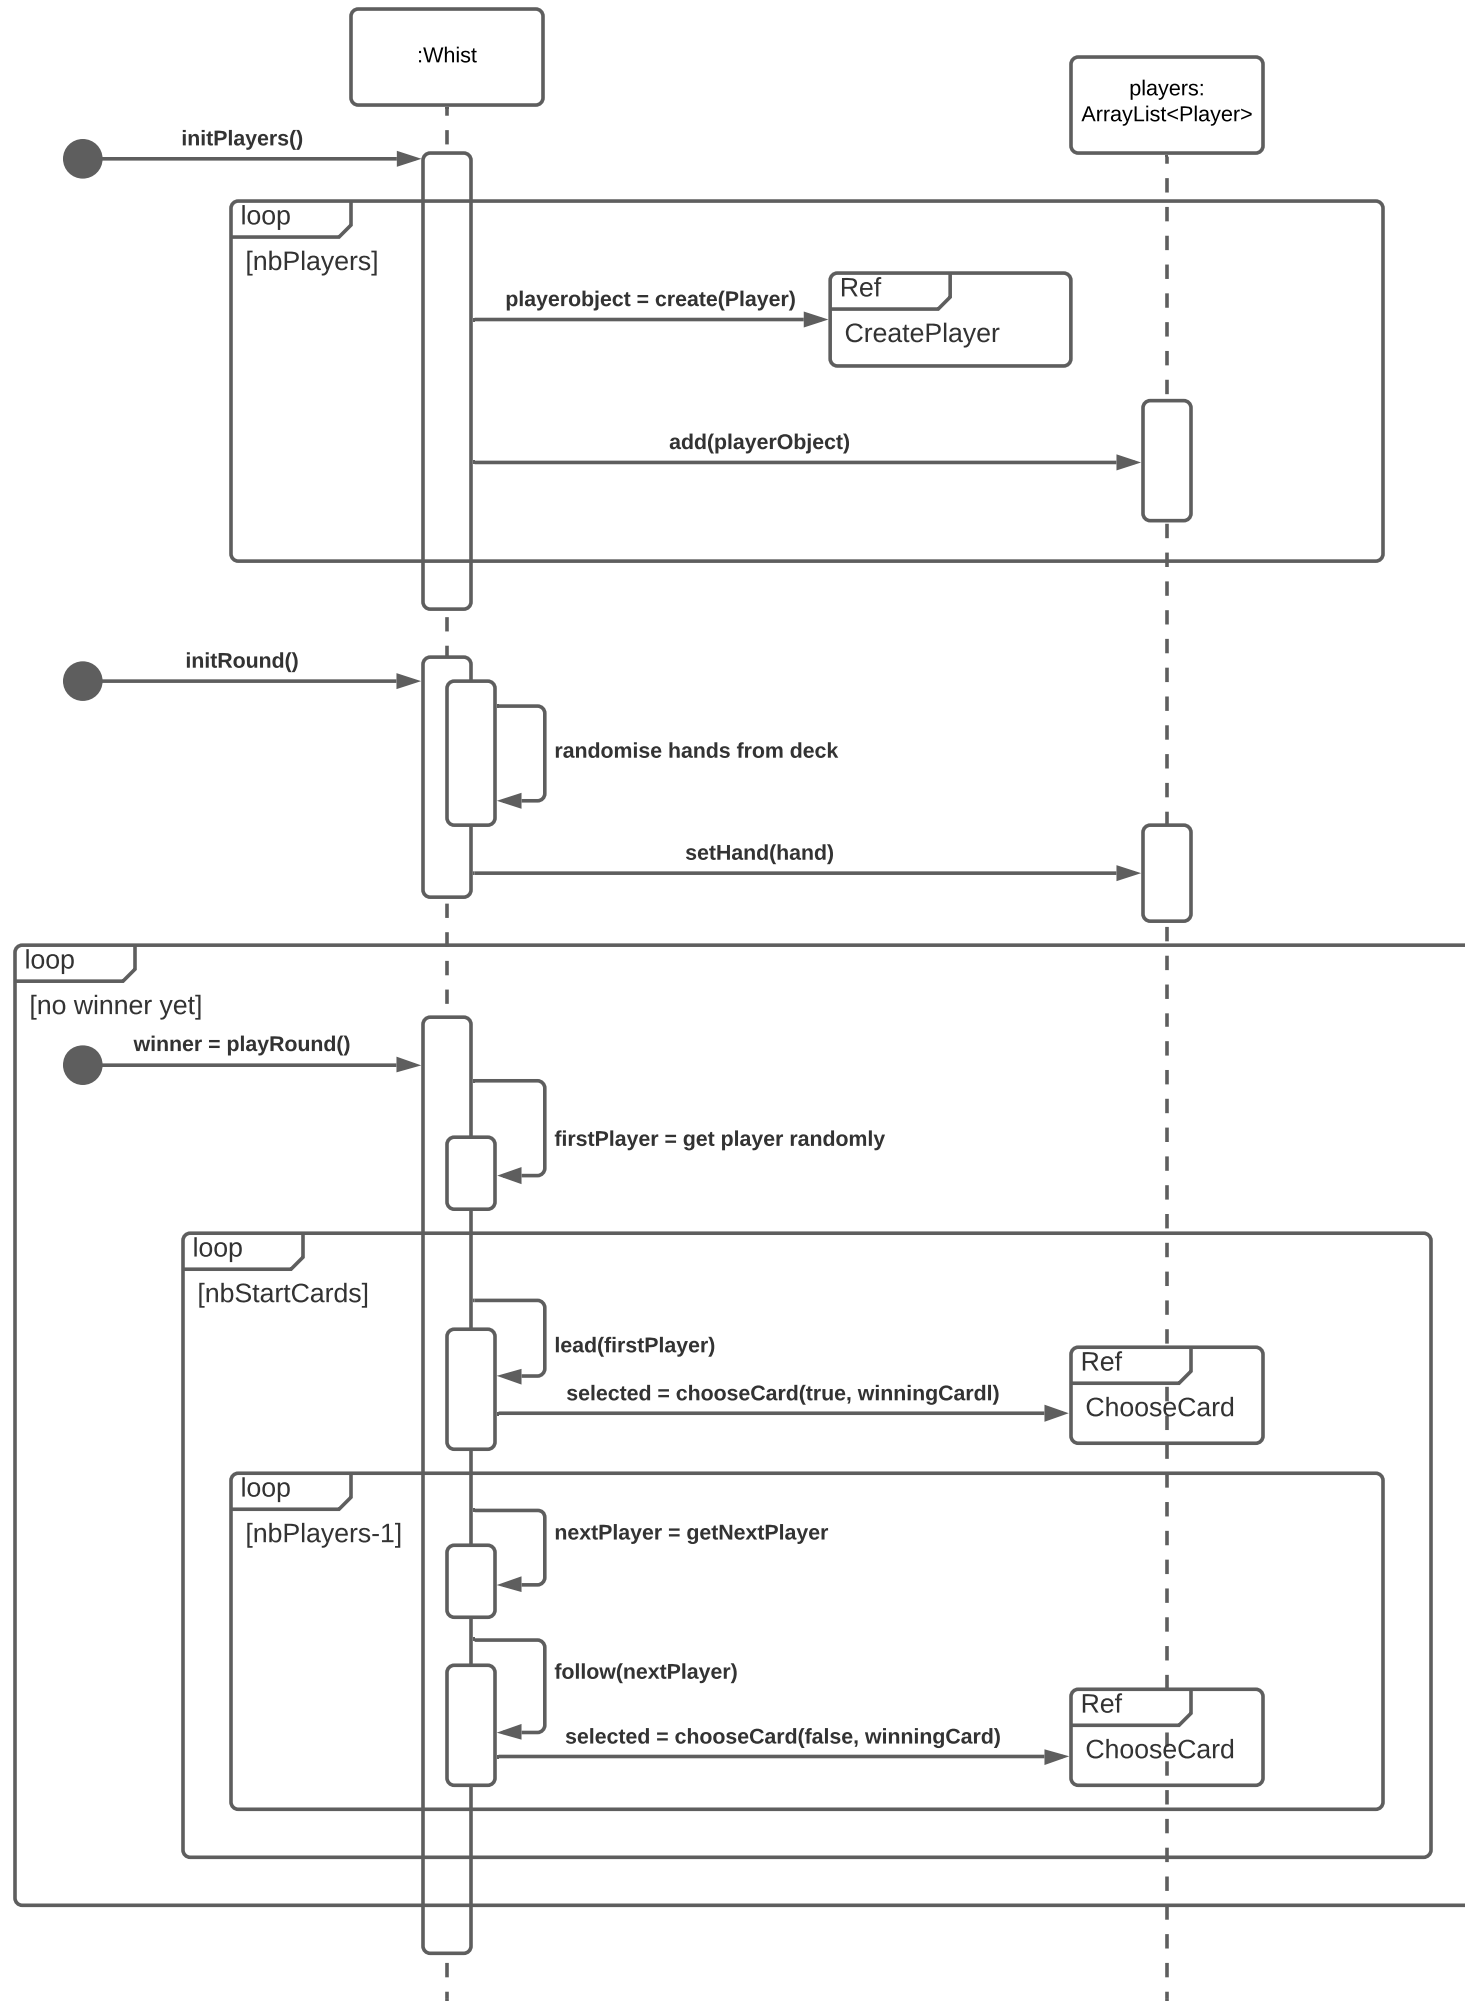 :Whist
players:
ArrayList<Player>
initPlayers()
loop
[nbPlayers]
playerobject = create(Player)
Ref
CreatePlayer
add(playerObject)
initRound()
randomise hands from deck
setHand(hand)
loop
[no winner yet]
winner = playRound()
firstPlayer = get player randomly
loop
[nbStartCards]
lead(firstPlayer)
Ref
selected = chooseCard(true, winningCardl)
ChooseCard
loop
[nbPlayers-1]
nextPlayer = getNextPlayer
follow(nextPlayer)
Ref
selected = chooseCard(false, winningCard)
ChooseCard